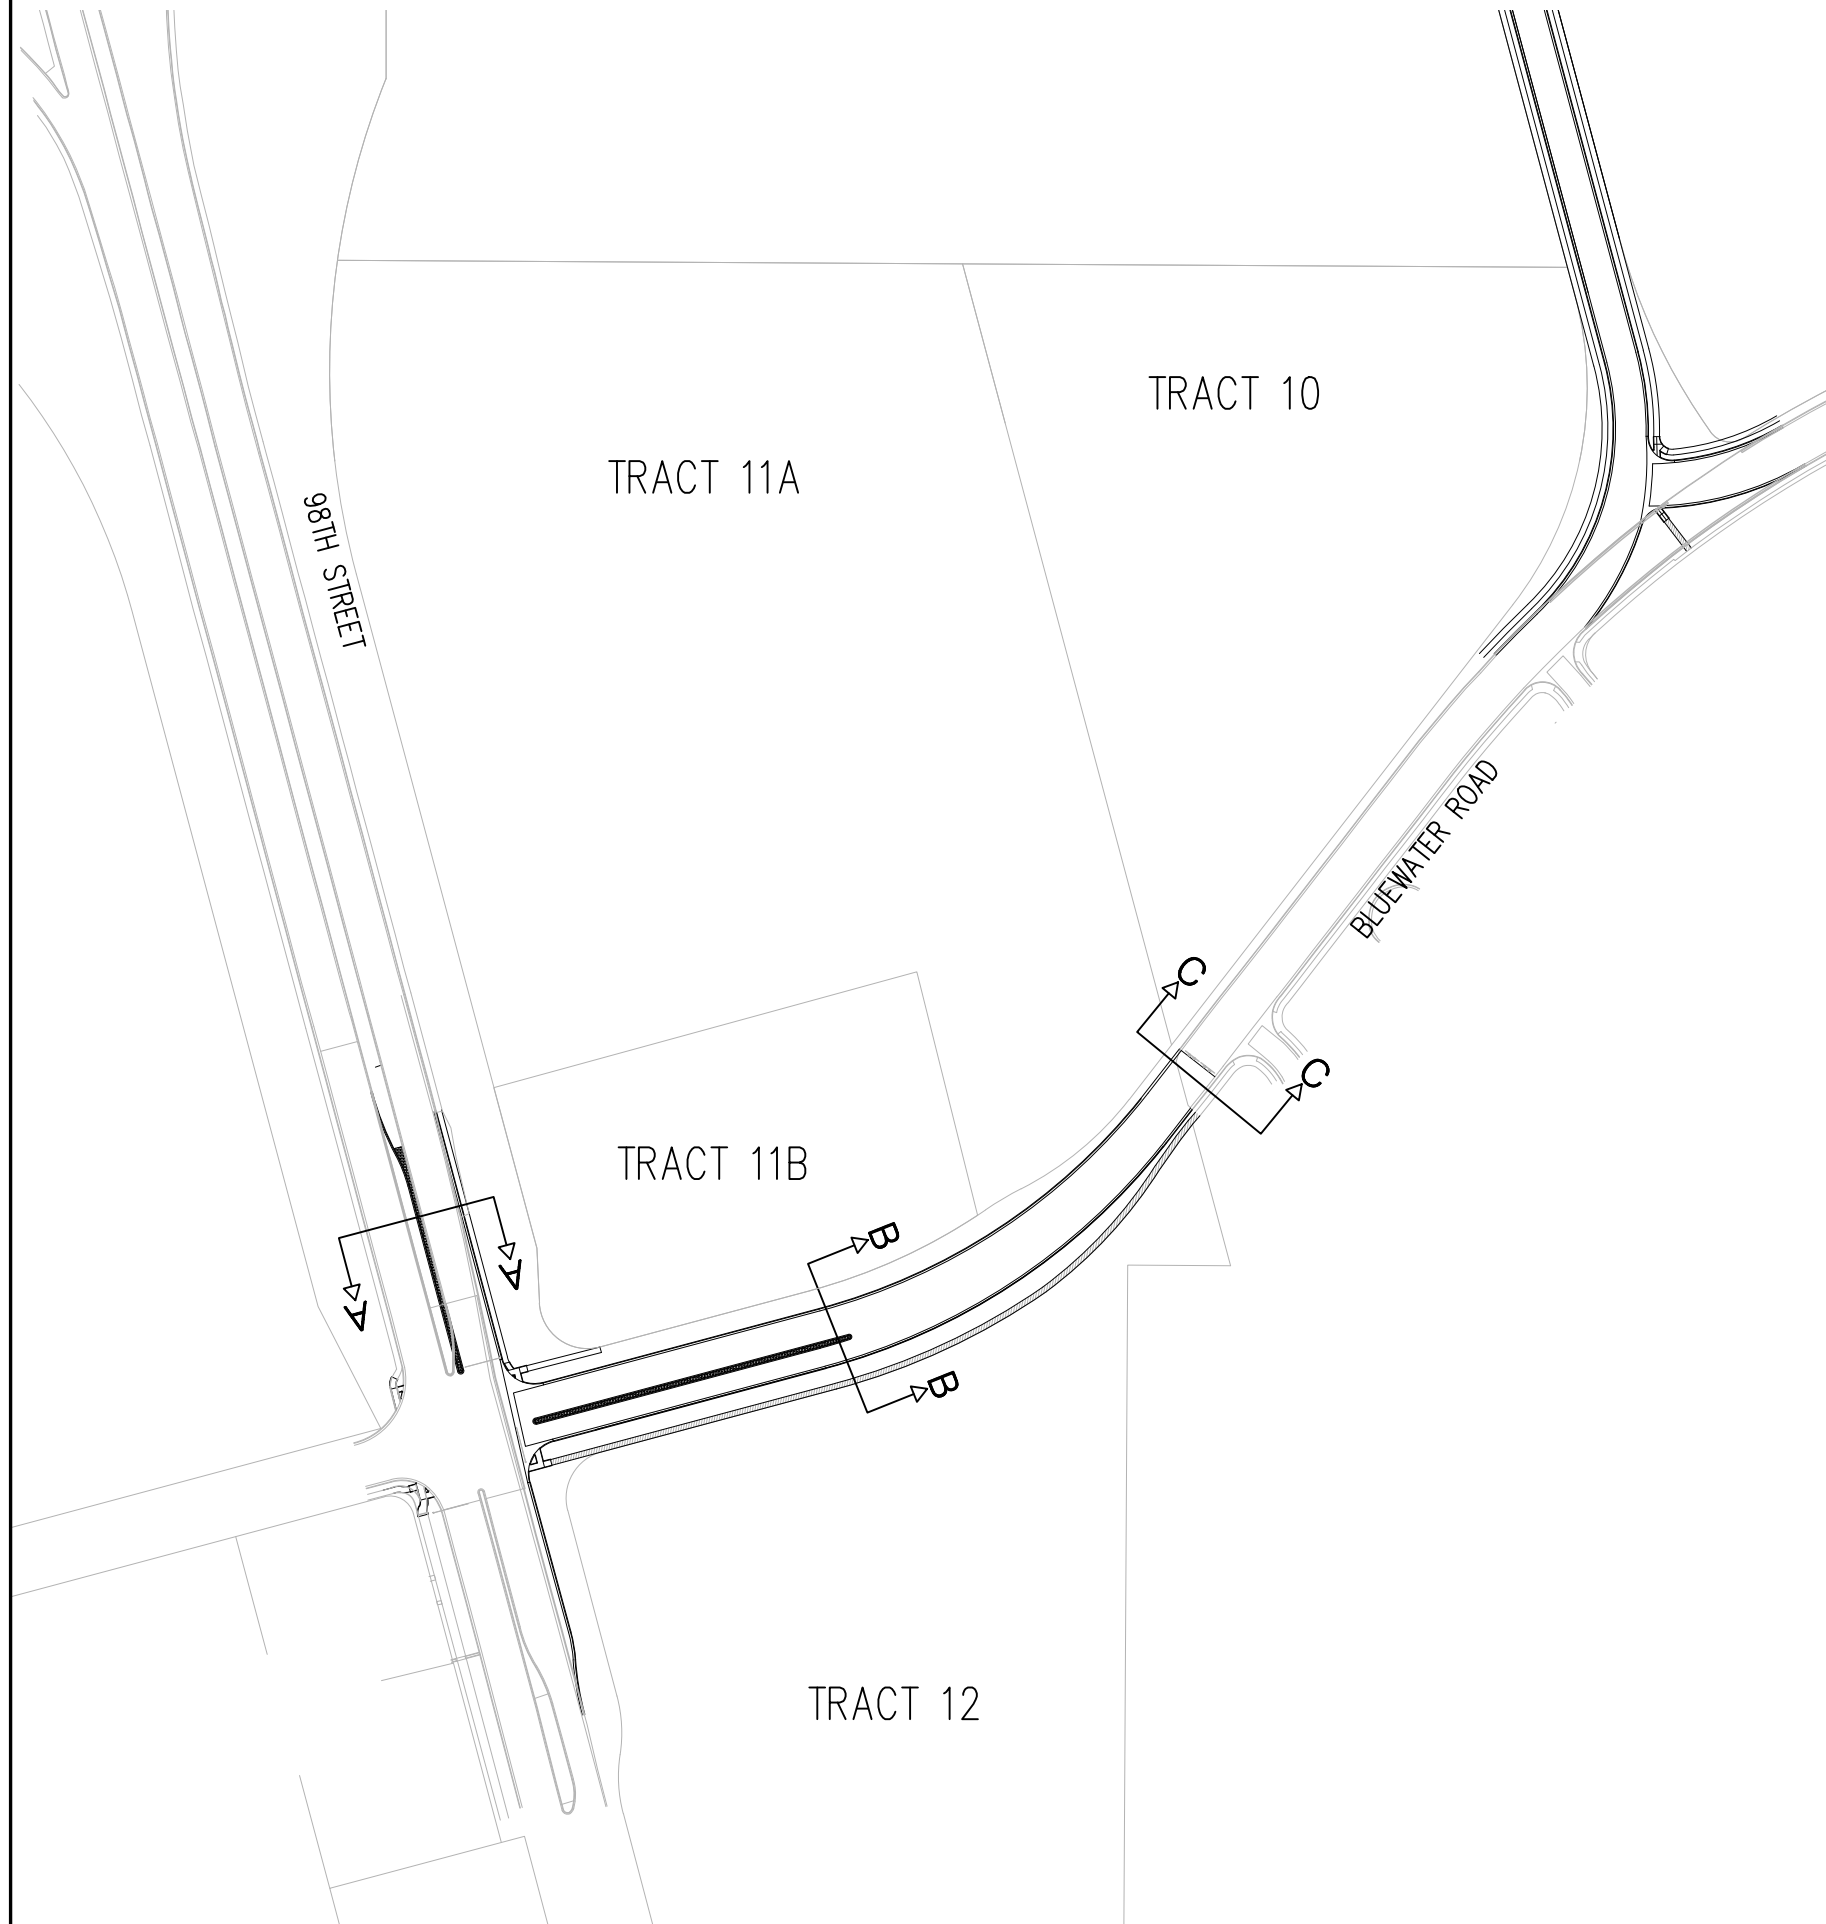 TRACT 10
TRACT 11A
98TH STREET
BLUEWATER ROAD
C
C
TRACT 11B
B
A
A
B
TRACT 12